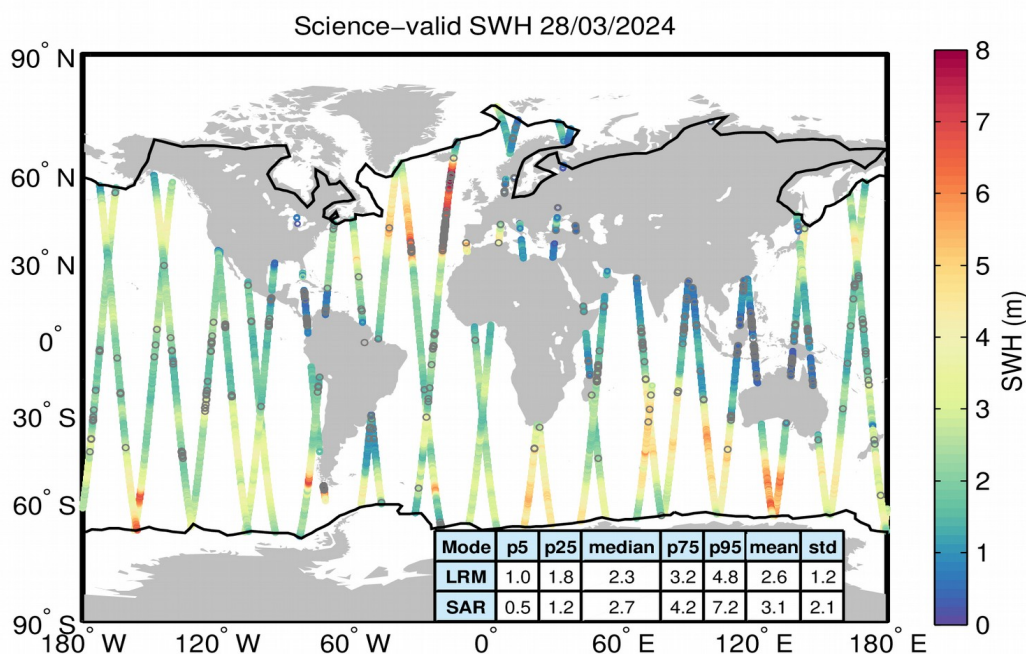 Science–valid SWH 28/03/2024
90° N
60° N
30° N
0°
30° S
60° S
90° S
180° W
120° W
60° W
0°
60° E
120° E
180° E
Mode p5 p25 median p75 p95 mean std
LRM 1.0 1.8 2.3 3.2 4.8 2.6 1.2
SAR 0.5 1.2 2.7 4.2 7.2 3.1 2.1
8
7
6
5
4
3
2
1
0
SWH (m)